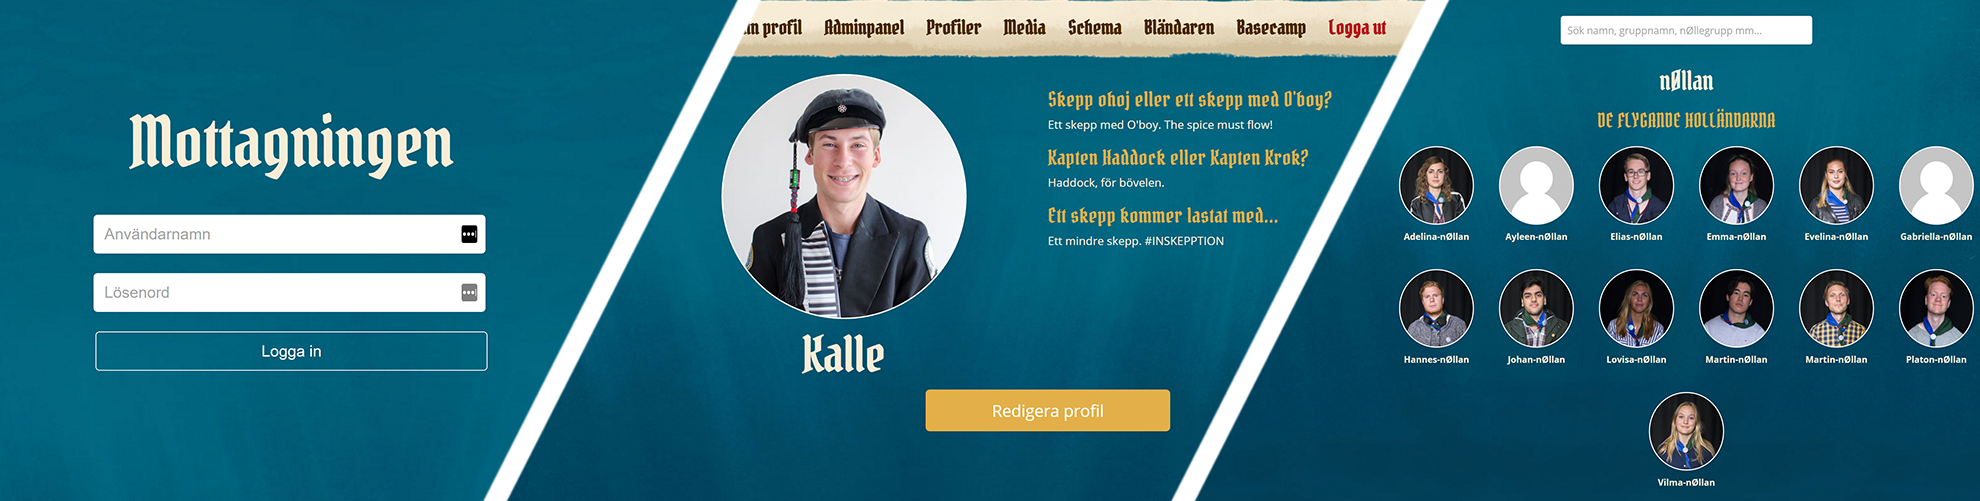 Mottagningen
Användarnamn
Lösenord
Logga in
n profil Adminpanel Profiler Media Schema Bländaren Basecamp Logga ut
Skepp ohoj eller ett skepp med O'boy?
Ett skepp med O'boy. The spice must flow!
Kapten Haddock eller Kapten Krok?
Haddock, för bövelen.
Ett skepp kommer lastat med...
Ett mindre skepp. #INSKEPPTION
Kalle
Redigera profil
Sök namn, gruppnamn, nØllegrupp mm...
nØllan
DE FLYGANDE HOLLÄNDARNA
Adelina-nØllan Ayleen-nØllan Elias-nØllan Emma-nØllan Evelina-nØllan Gabriella-nØllan
Hannes-nØllan Johan-nØllan Lovisa-nØllan Martin-nØllan Martin-nØllan Platon-nØllan
Vilma-nØllan